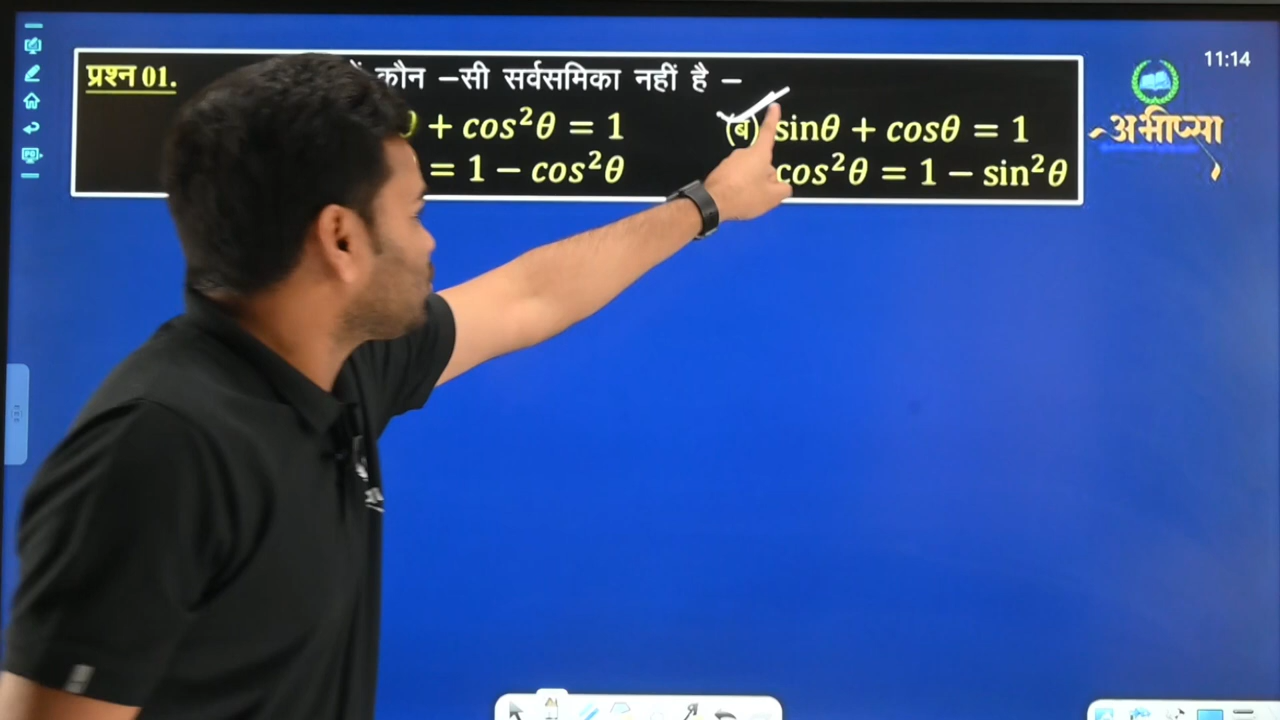 11:14
प्रश्न 01. कौन –सी सर्वसमिका नहीं है –
+ cos²θ = 1 (ब) sinθ + cosθ = 1
= 1 − cos²θ cos²θ = 1 − sin²θ
अभीप्सा